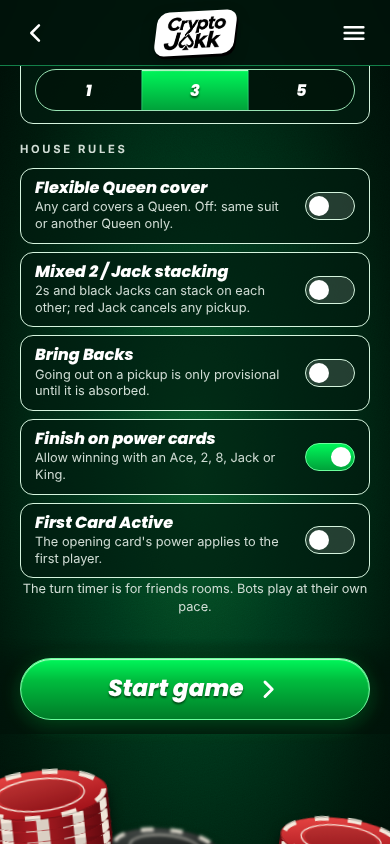 Crypto
Jakk
1 3 5
HOUSE RULES
Flexible Queen cover
Any card covers a Queen. Off: same suit
or another Queen only.
Mixed 2 / Jack stacking
2s and black Jacks can stack on each
other; red Jack cancels any pickup.
Bring Backs
Going out on a pickup is only provisional
until it is absorbed.
Finish on power cards
Allow winning with an Ace, 2, 8, Jack or
King.
First Card Active
The opening card's power applies to the
first player.
The turn timer is for friends rooms. Bots play at their own
pace.
Start game